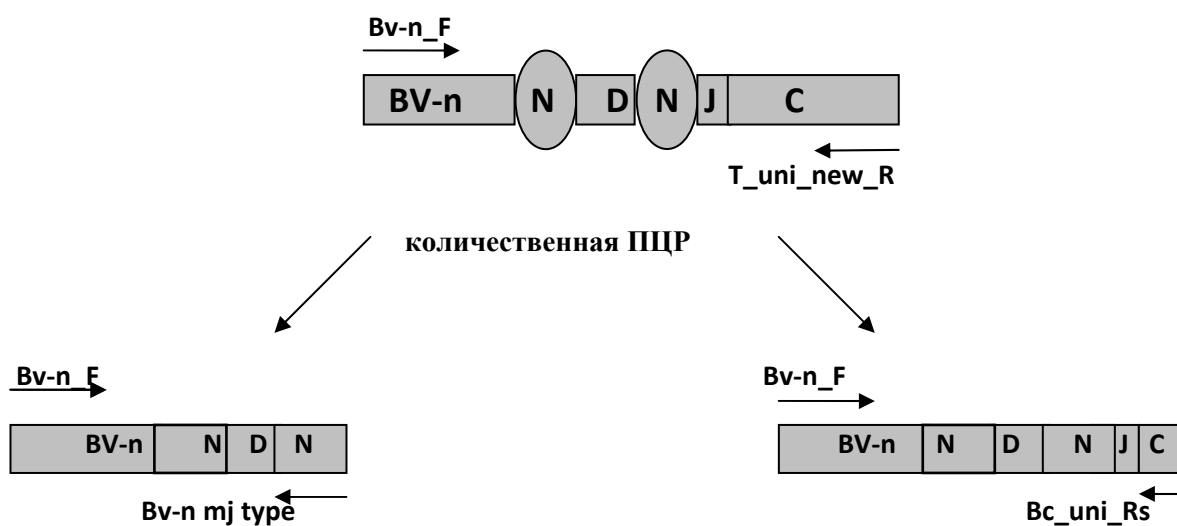 Bv-n_F
BV-n N D N J C
T_uni_new_R
количественная ПЦР
Bv-n_F
BV-n N D N
Bv-n mj type
Bv-n_F
BV-n N D N J C
Bc_uni_Rs